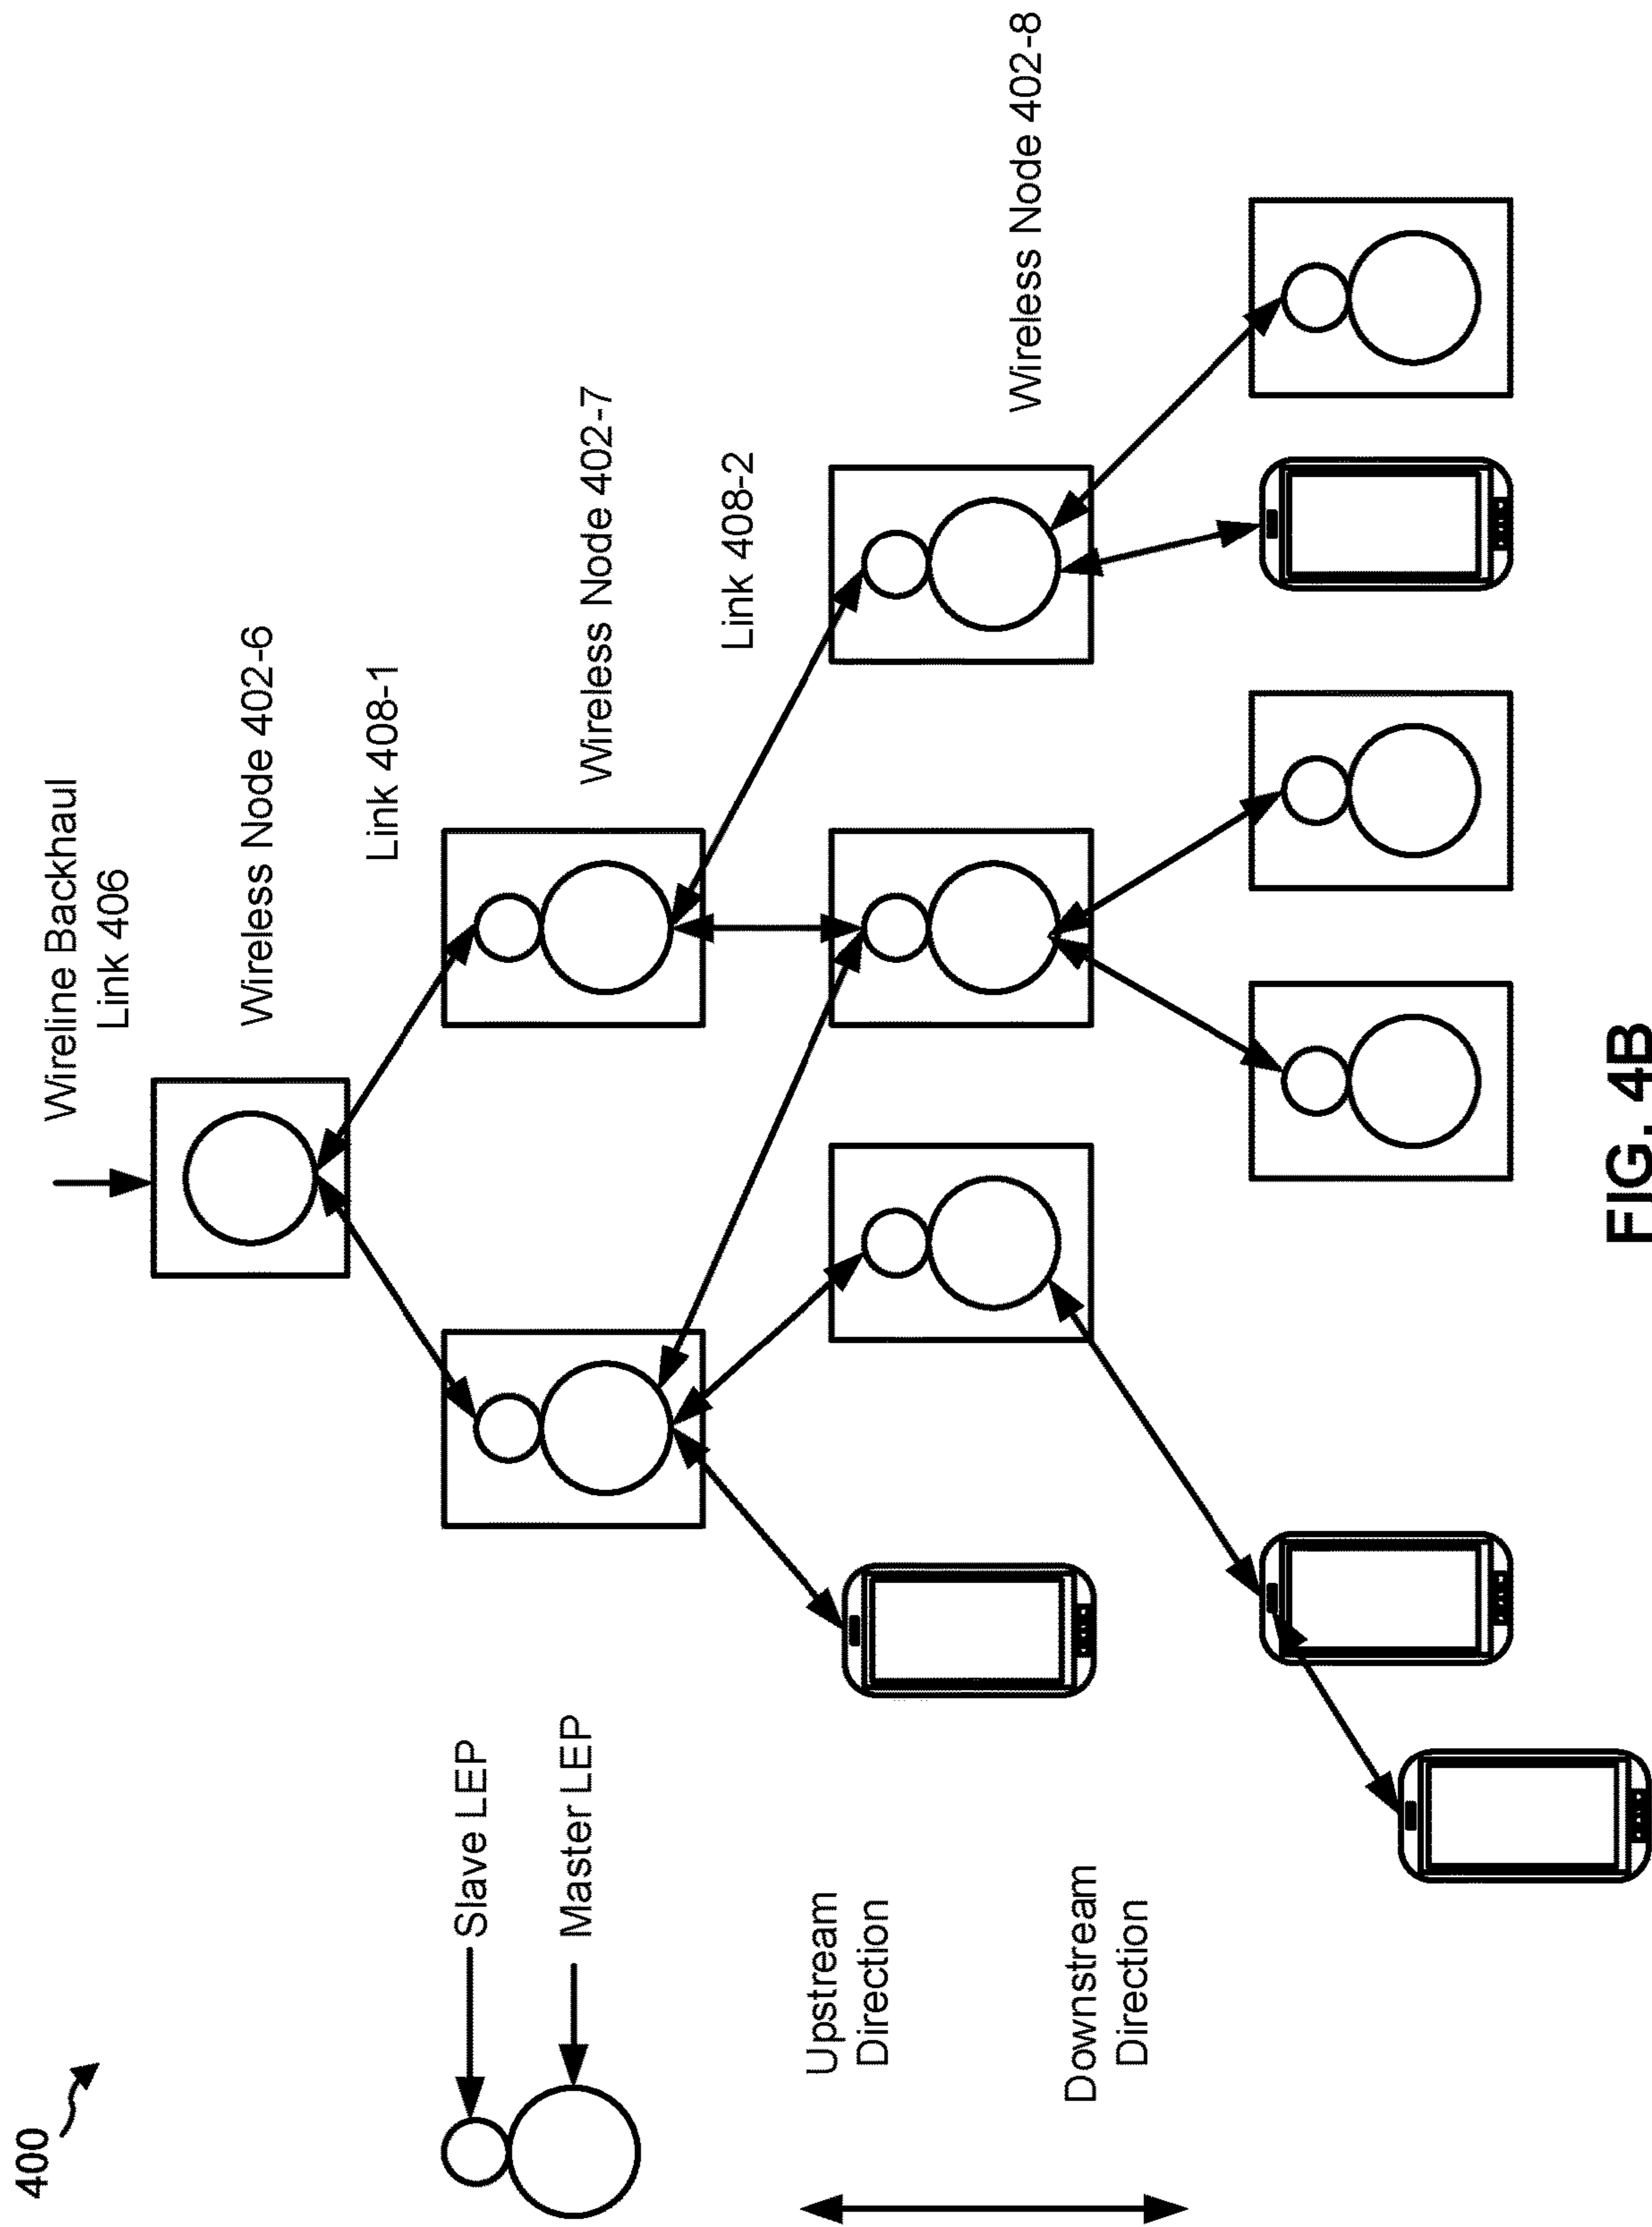 400
Wireline Backhaul
Link 406
Wireless Node 402-6
Link 408-1
Slave LEP
Master LEP
Wireless Node 402-7
Link 408-2
Upstream
Direction
Wireless Node 402-8
Downstream
Direction
FIG. 4B